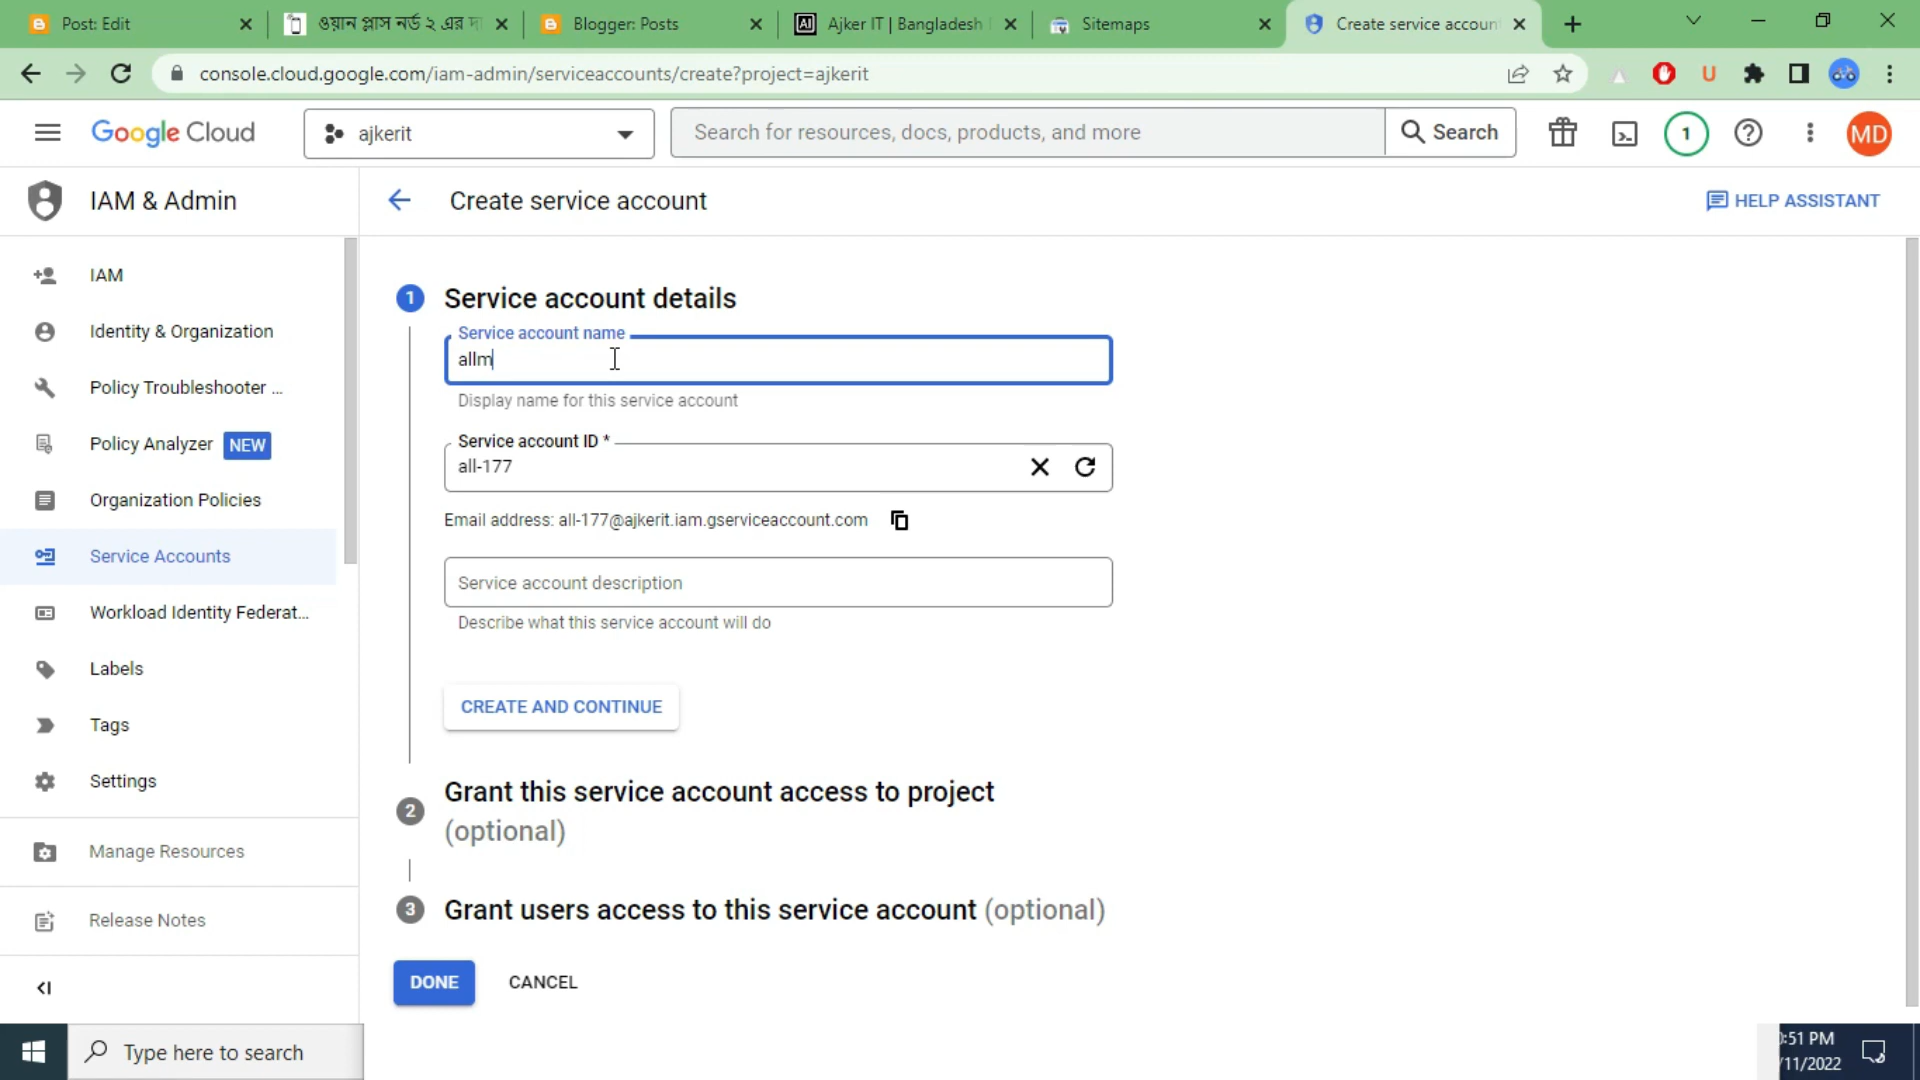 Post: Edit
ওয়ান প্লাস নর্ড ২ এর দা
Blogger: Posts
Ajker IT | Bangladesh
Sitemaps
Create service account
console.cloud.google.com/iam-admin/serviceaccounts/create?project=ajkerit
Google Cloud
ajkerit
Search for resources, docs, products, and more
Search
1
MD
IAM & Admin
Create service account
HELP ASSISTANT
IAM
Identity & Organization
Policy Troubleshooter ...
Policy Analyzer NEW
Organization Policies
Service Accounts
Workload Identity Federat...
Labels
Tags
Settings
Manage Resources
Release Notes
1 Service account details
Service account name
allm
Display name for this service account
Service account ID *
all-177
Email address: all-177@ajkerit.iam.gserviceaccount.com
Service account description
Describe what this service account will do
CREATE AND CONTINUE
2 Grant this service account access to project
(optional)
3 Grant users access to this service account (optional)
DONE
CANCEL
Type here to search
:51 PM
/11/2022